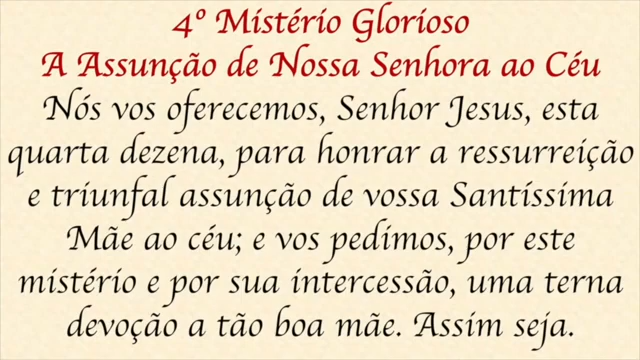 4º Mistério Glorioso
A Assunção de Nossa Senhora ao Céu
Nós vos oferecemos, Senhor Jesus, esta
quarta dezena, para honrar a ressurreição
e triunfal assunção de vossa Santíssima
Mãe ao céu; e vos pedimos, por este
mistério e por sua intercessão, uma terna
devoção a tão boa mãe. Assim seja.